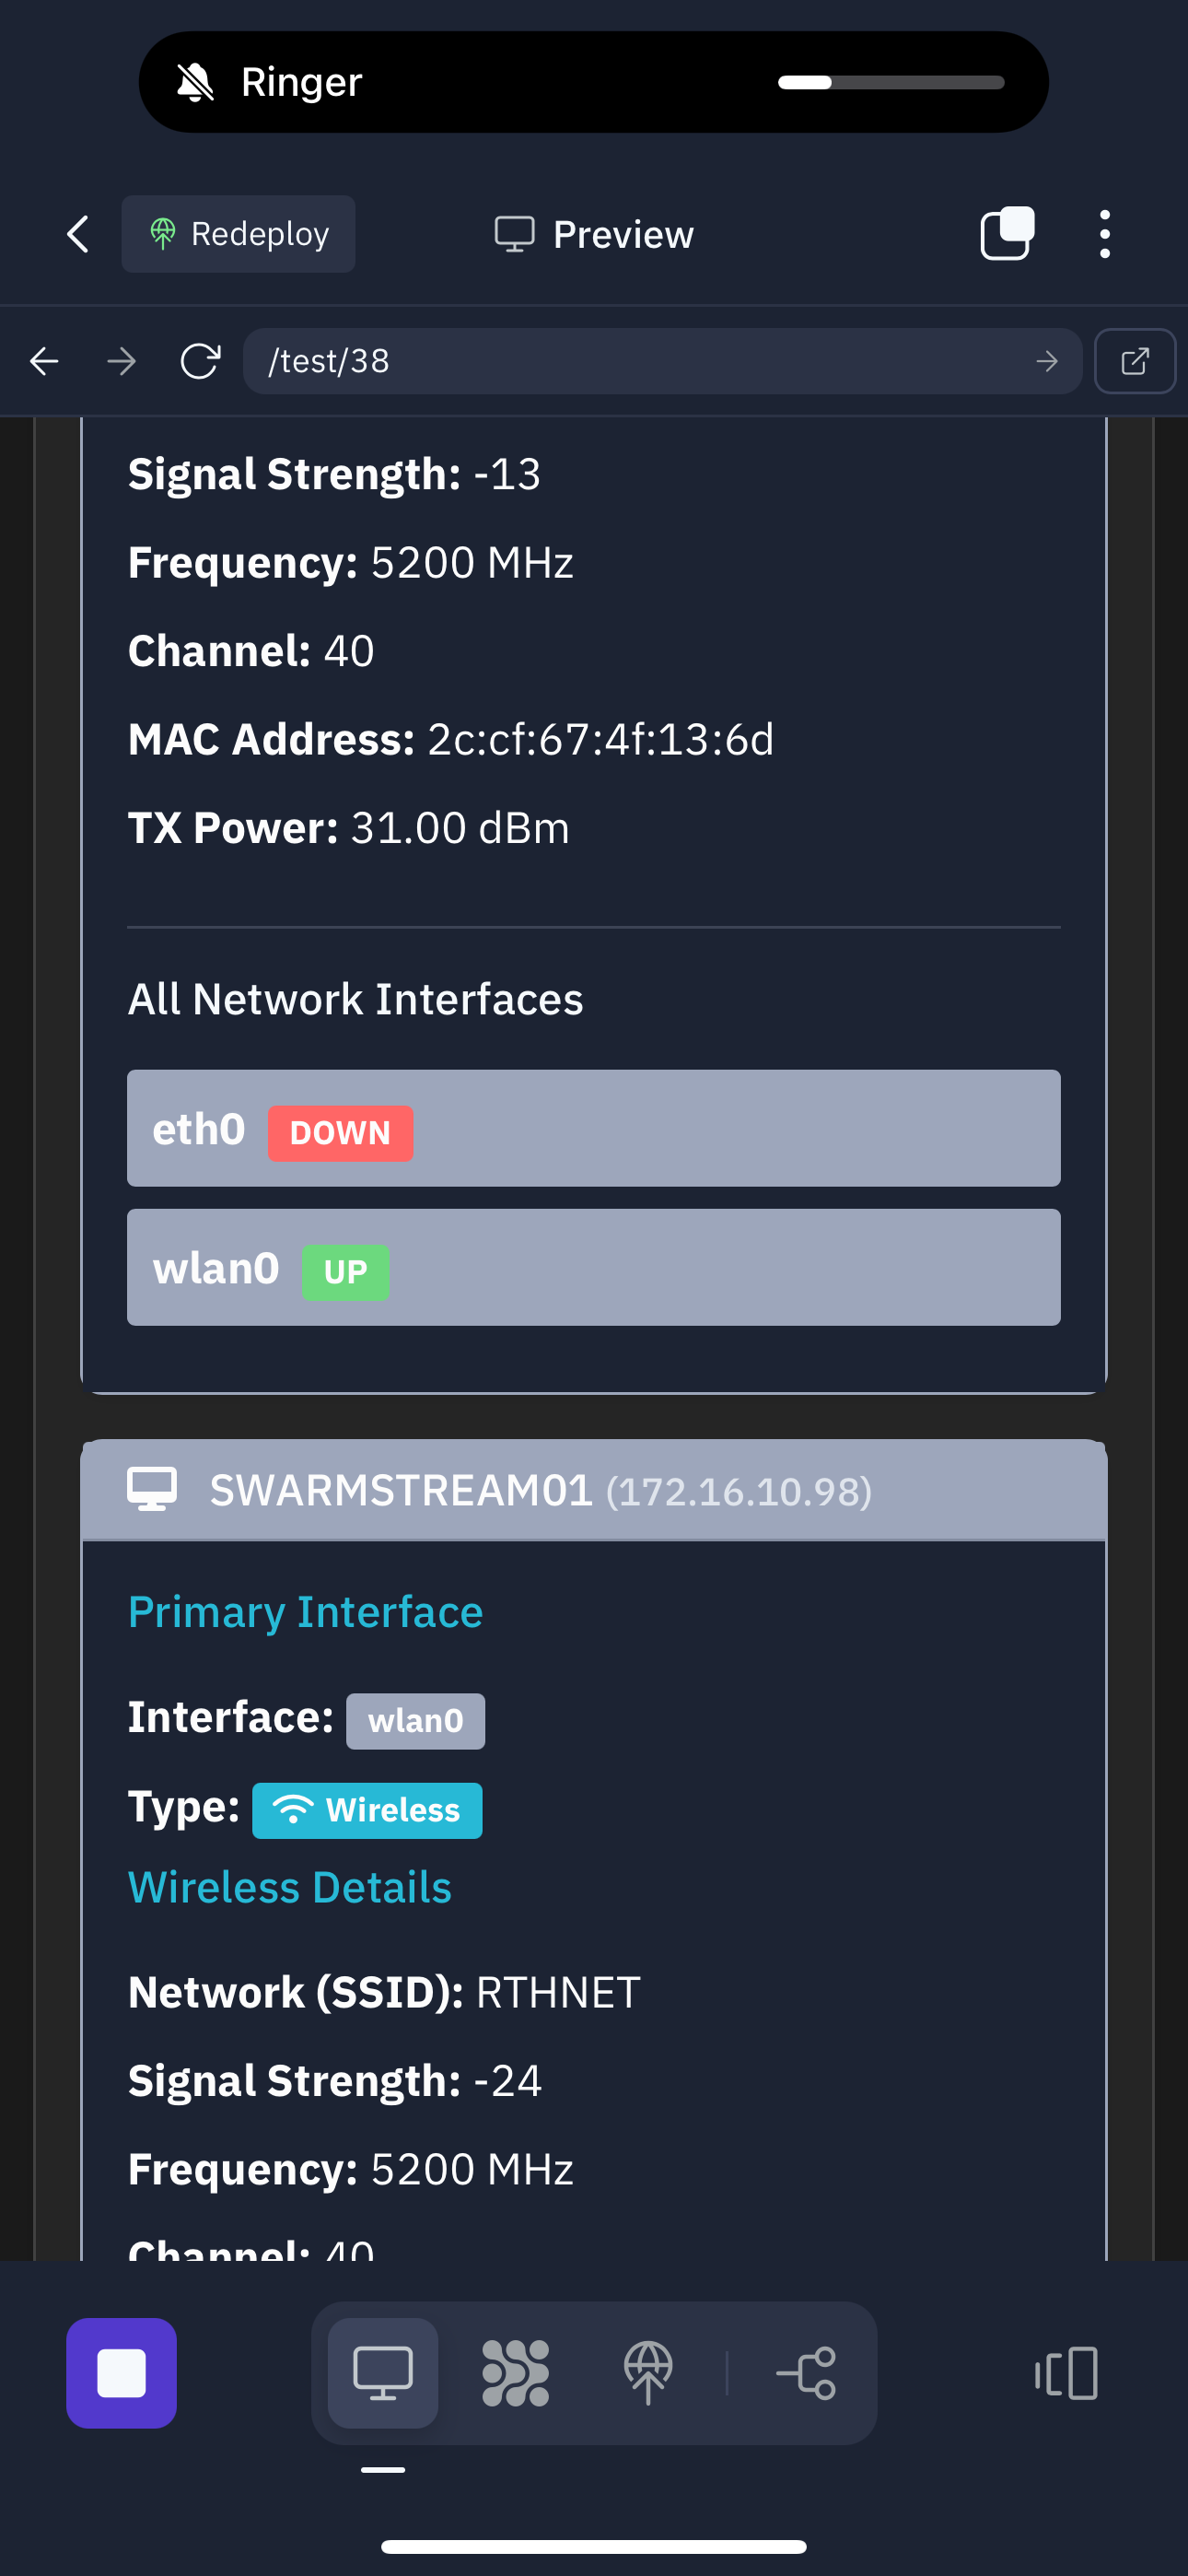 Ringer
Redeploy
Preview
/test/38
Signal Strength: -13
Frequency: 5200 MHz
Channel: 40
MAC Address: 2c:cf:67:4f:13:6d
TX Power: 31.00 dBm
All Network Interfaces
eth0 DOWN
wlan0 UP
SWARMSTREAM01 (172.16.10.98)
Primary Interface
Interface: wlan0
Type: Wireless
Wireless Details
Network (SSID): RTHNET
Signal Strength: -24
Frequency: 5200 MHz
Channel: 40